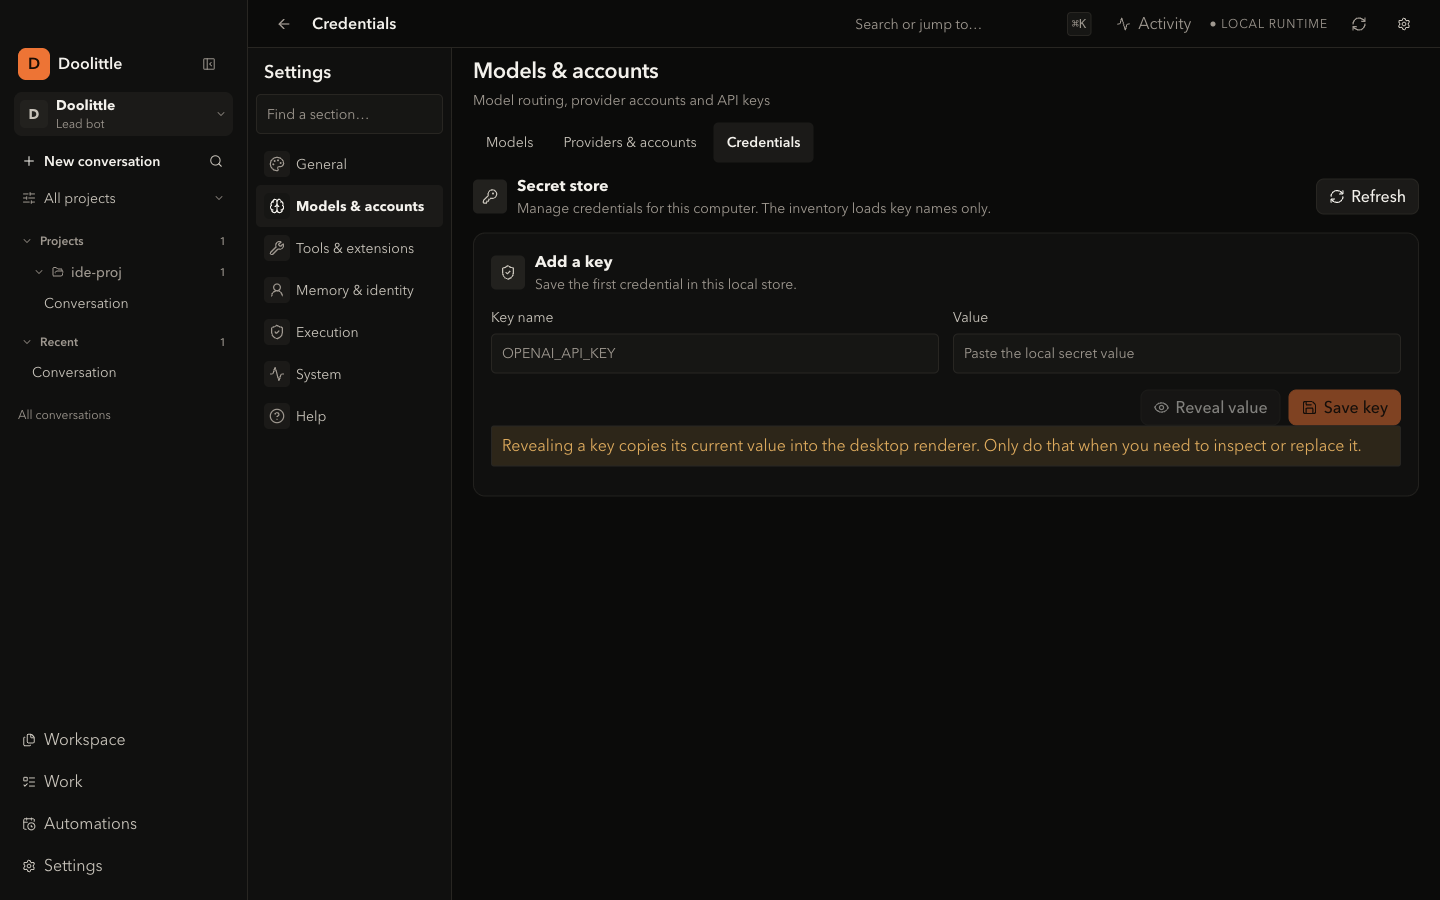 Credentials
Search or jump to…
⌘K
Activity
LOCAL RUNTIME
D
Doolittle
D
Doolittle
Lead bot
New conversation
All projects
Projects
1
ide-proj
1
Conversation
Recent
1
Conversation
All conversations
Workspace
Work
Automations
Settings
Settings
Find a section…
General
Models & accounts
Tools & extensions
Memory & identity
Execution
System
Help
Models & accounts
Model routing, provider accounts and API keys
Models
Providers & accounts
Credentials
Secret store
Manage credentials for this computer. The inventory loads key names only.
Refresh
Add a key
Save the first credential in this local store.
Key name
Value
OPENAI_API_KEY
Paste the local secret value
Reveal value
Save key
Revealing a key copies its current value into the desktop renderer. Only do that when you need to inspect or replace it.